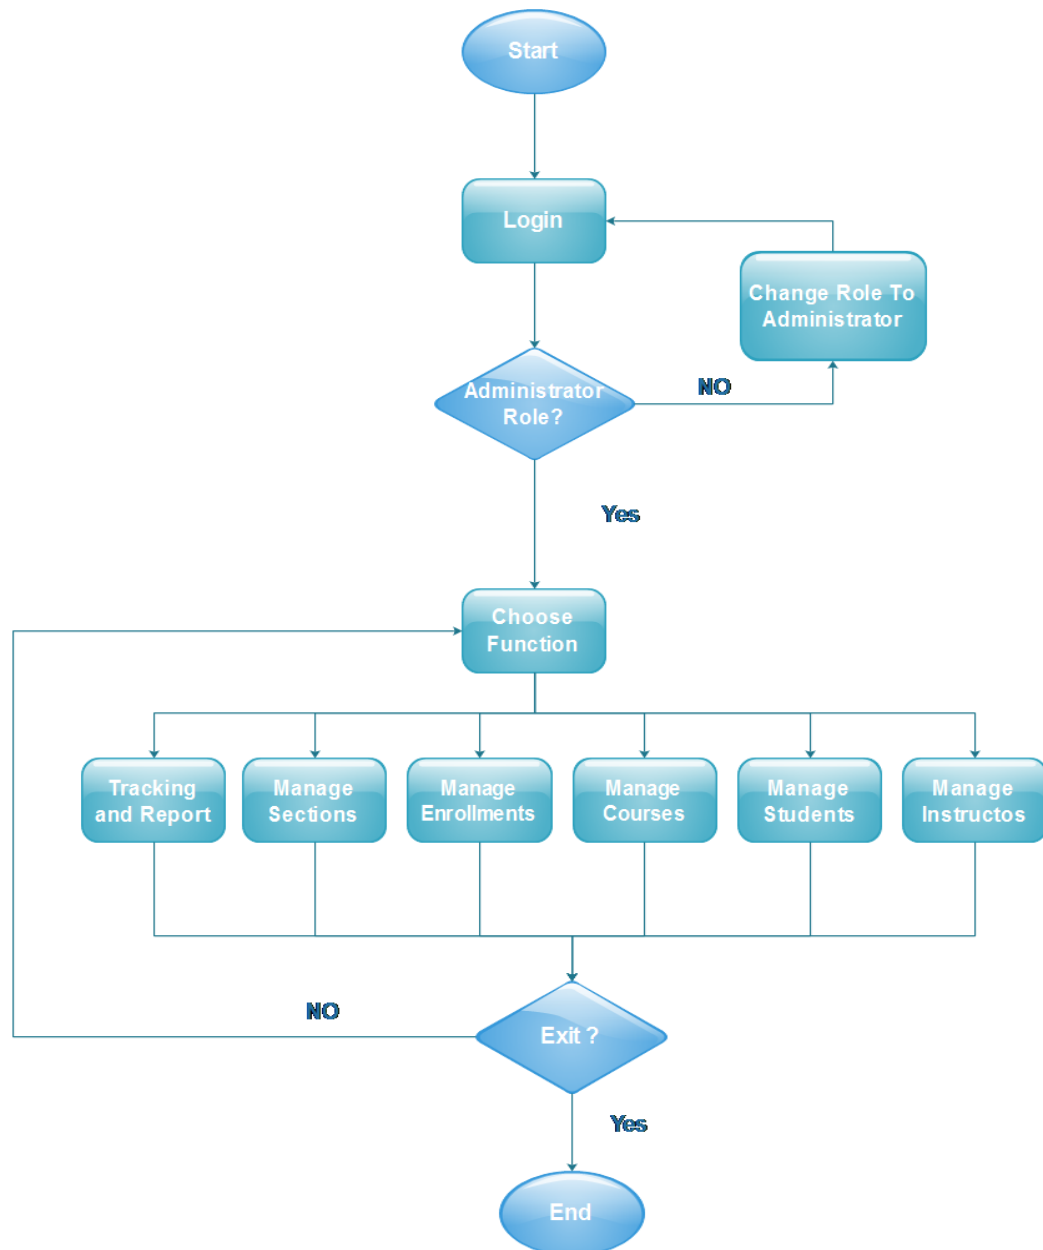 Start
Login
Change Role To
Administrator
Administrator
Role?
NO
Yes
Choose
Function
Tracking
and Report
Manage
Sections
Manage
Enrollments
Manage
Courses
Manage
Students
Manage
Instructos
NO
Exit ?
Yes
End